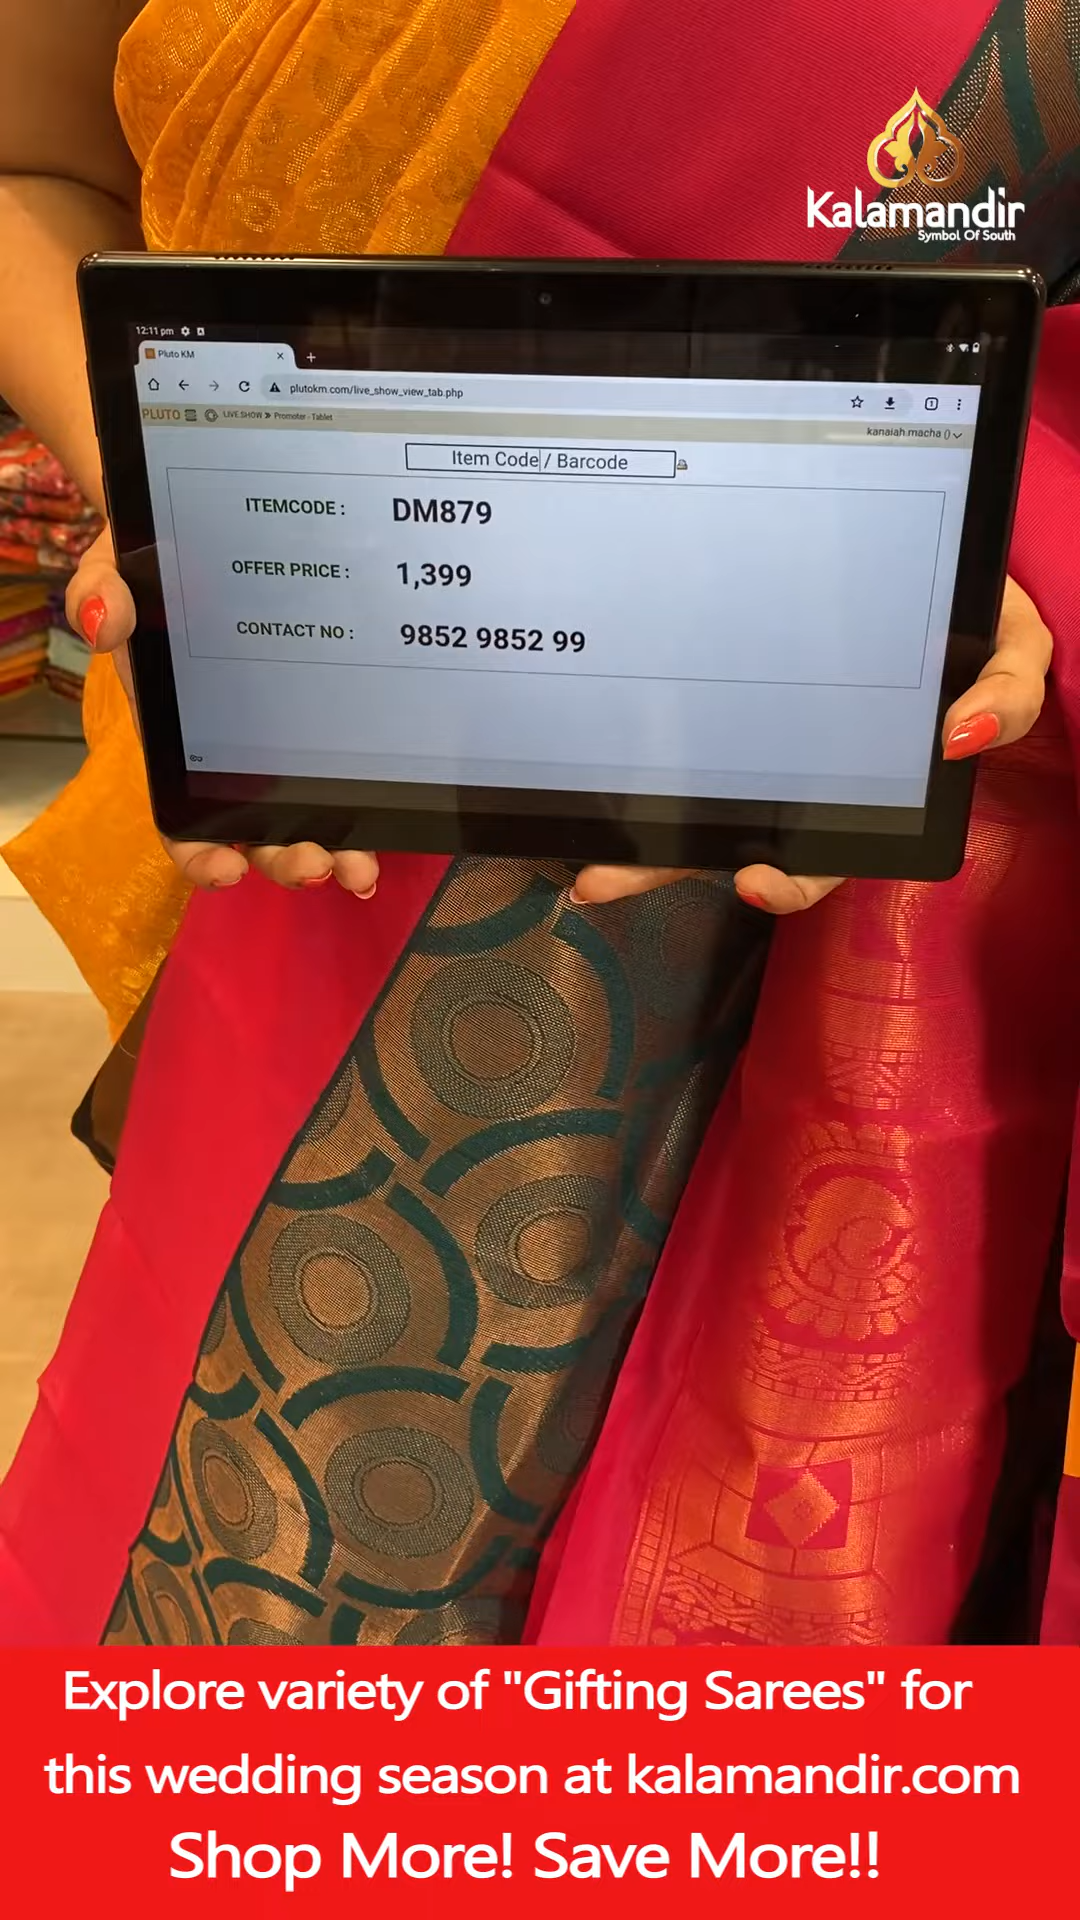 Kalamandir
Symbol Of South
12:11 pm
Pluto KM
plutokm.com/live_show_view_tab.php
PLUTO LIVE SHOW Promoter - Tablet
kanaiah.macha ()
Item Code / Barcode
ITEMCODE : DM879
OFFER PRICE : 1,399
CONTACT NO : 9852 9852 99
Explore variety of "Gifting Sarees" for
this wedding season at kalamandir.com
Shop More! Save More!!